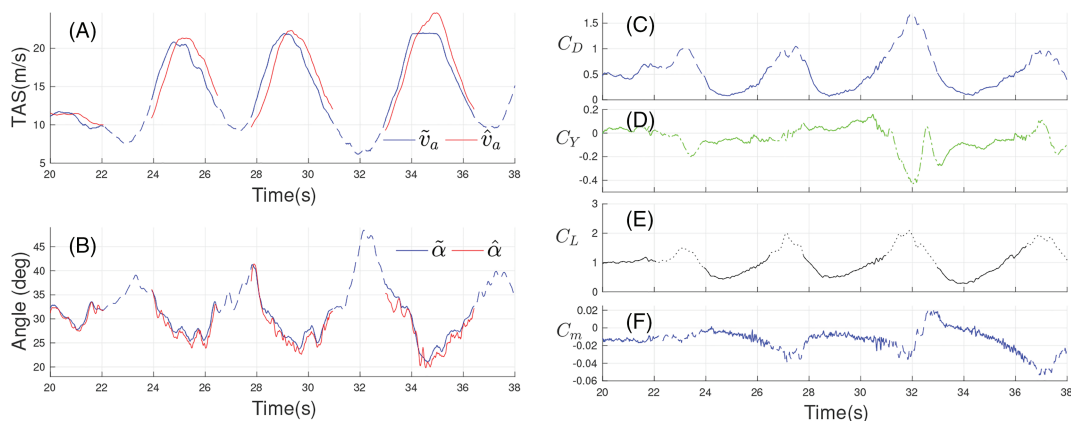 (A)
TAS(m/s)
20
15
10
5
ṽa v̂a
20 22 24 26 28 30 32 34 36 38
Time(s)
(B)
α̃ α̂
Angle (deg)
45
40
35
30
25
20
20 22 24 26 28 30 32 34 36 38
Time(s)
(C)
CD
1.5
1
0.5
0
(D)
CY
0.2
0
-0.2
-0.4
(E)
CL
3
2
1
0
(F)
Cm
0.02
0
-0.02
-0.04
-0.06
20 22 24 26 28 30 32 34 36 38
Time(s)